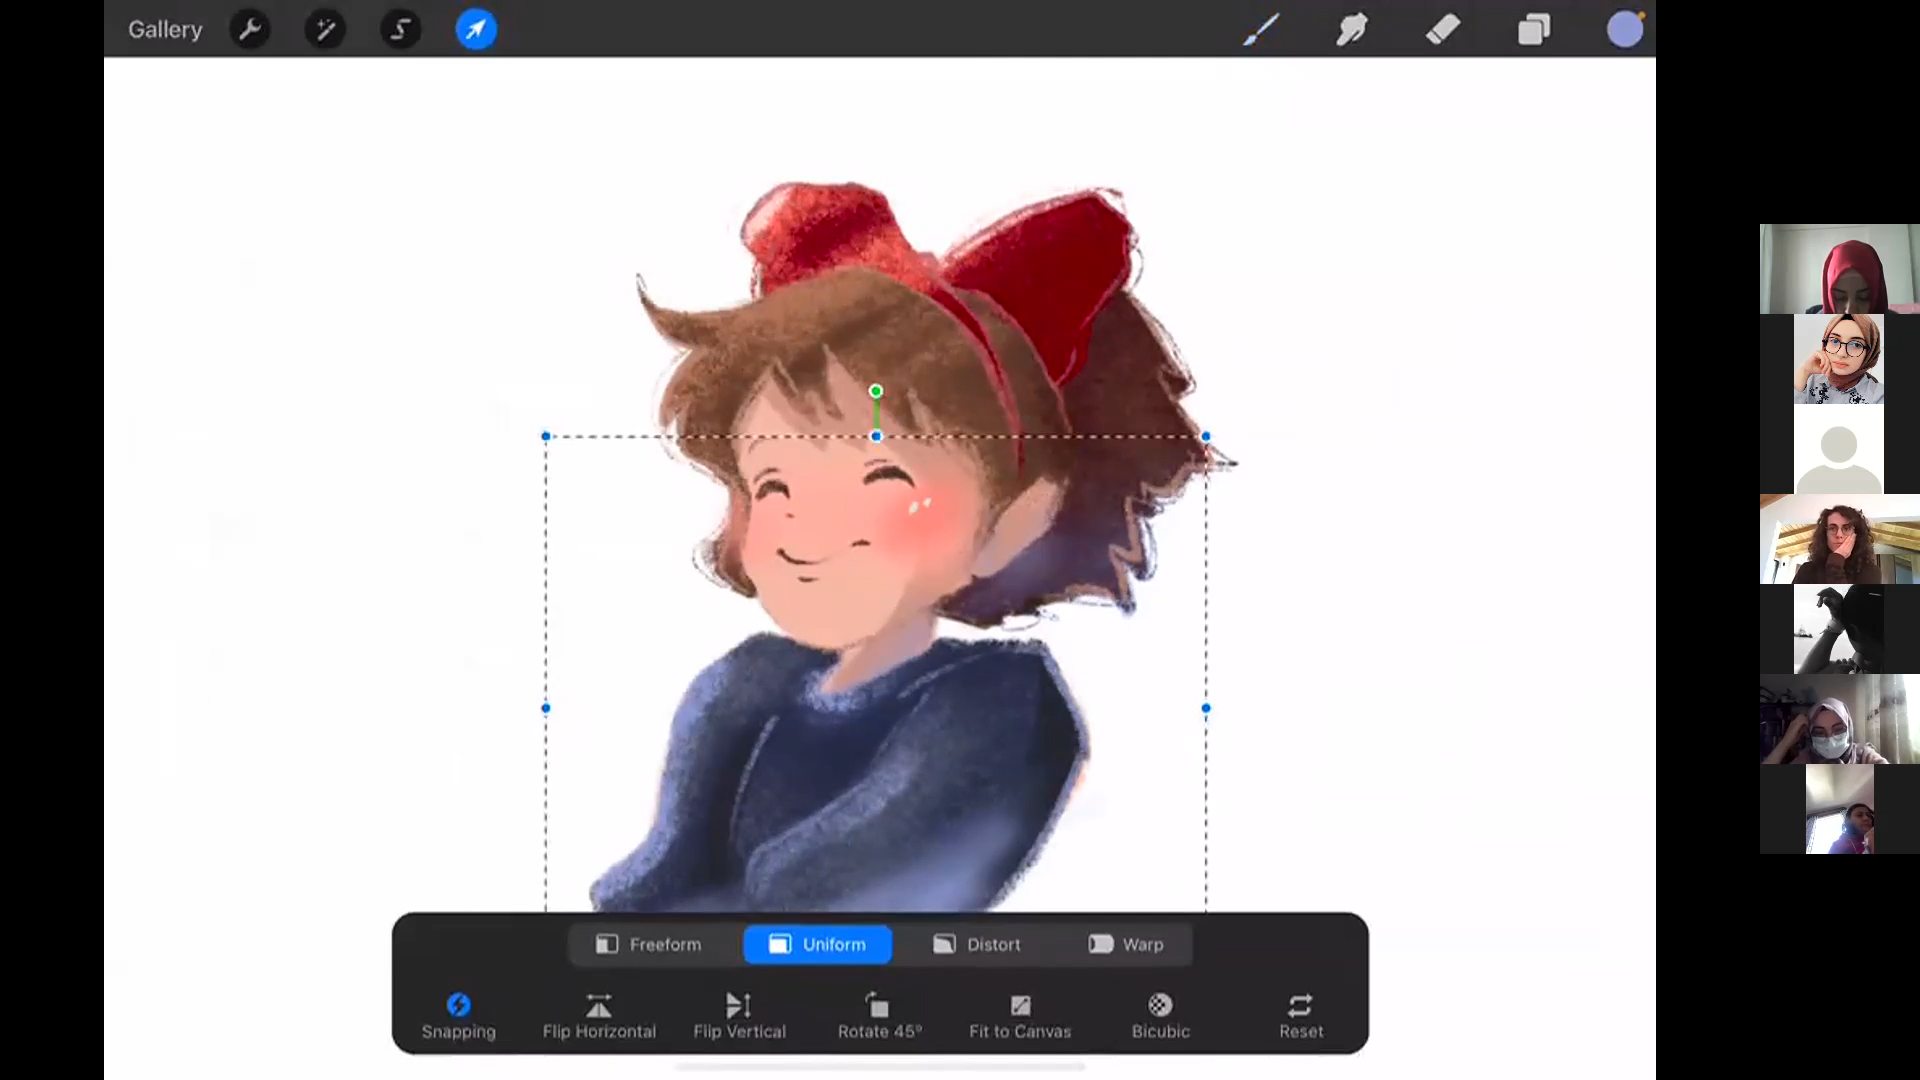 Gallery
Freeform Uniform Distort Warp
Snapping Flip Horizontal Flip Vertical Rotate 45° Fit to Canvas Bicubic Reset